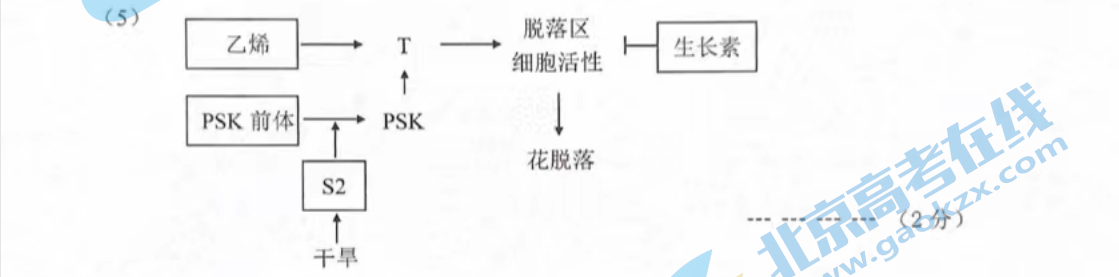 (5)
乙烯
T
脱落区
细胞活性
生长素
PSK 前体
PSK
花脱落
S2
干旱
(2 分)
北京高考在线
www.gaokzx.com